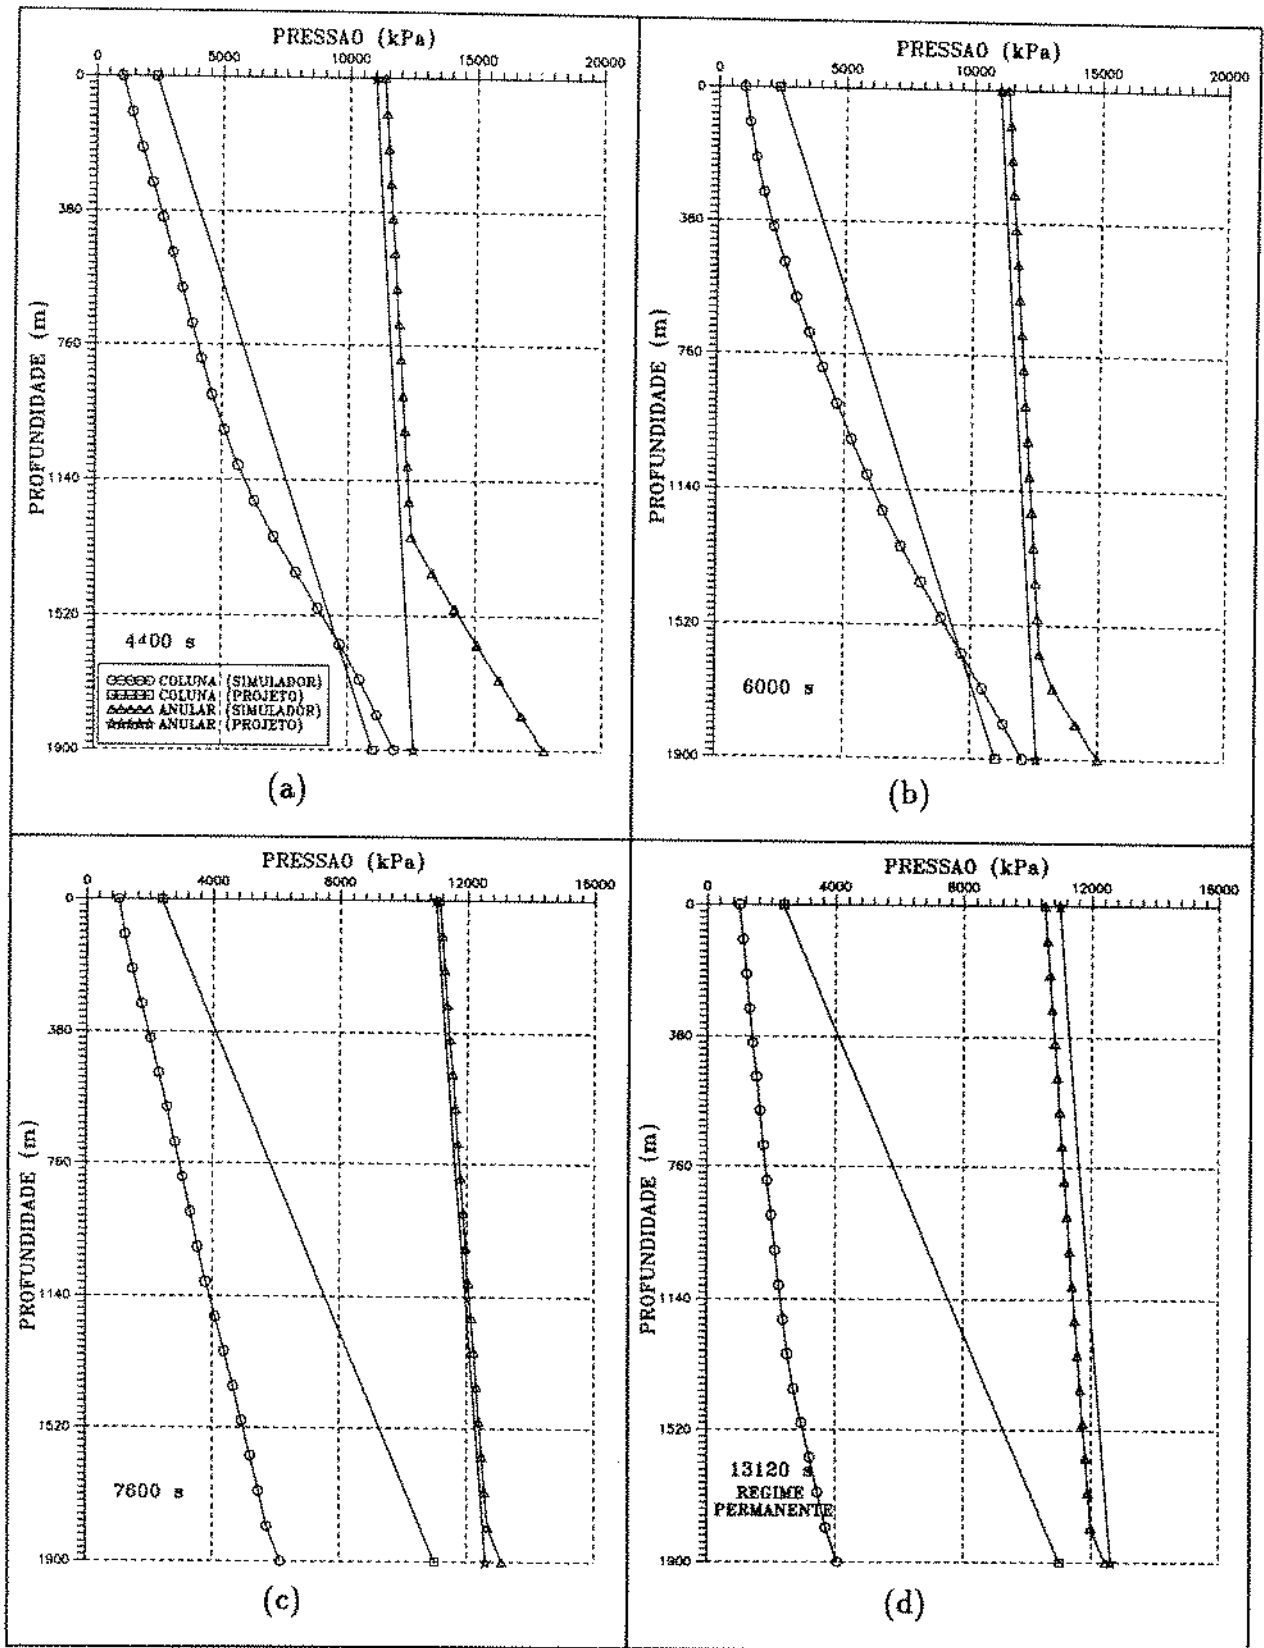 PRESSAO (kPa)
0 5000 10000 15000 20000
PROFUNDIDADE (m)
0
380
760
1140
1520
1900
4400 s
COLUNA (SIMULADOR)
COLUNA (PROJETO)
ANULAR (SIMULADOR)
ANULAR (PROJETO)
(a)
PRESSAO (kPa)
0 5000 10000 15000 20000
PROFUNDIDADE (m)
0
380
760
1140
1520
1900
6000 s
(b)
PRESSAO (kPa)
0 4000 8000 12000 16000
PROFUNDIDADE (m)
0
380
760
1140
1520
1900
7600 s
(c)
PRESSAO (kPa)
0 4000 8000 12000 16000
PROFUNDIDADE (m)
0
380
760
1140
1520
1900
13120 s
REGIME
PERMANENTE
(d)